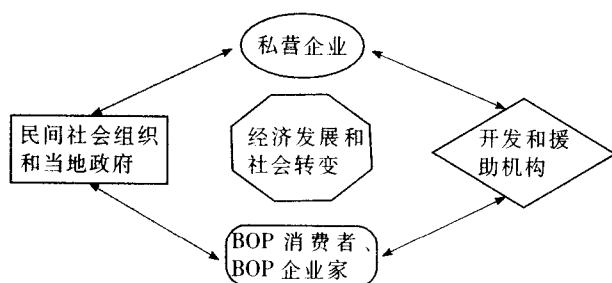 私营企业
民间社会组织
和当地政府
经济发展和
社会转变
开发和援
助机构
BOP 消费者、
BOP 企业家